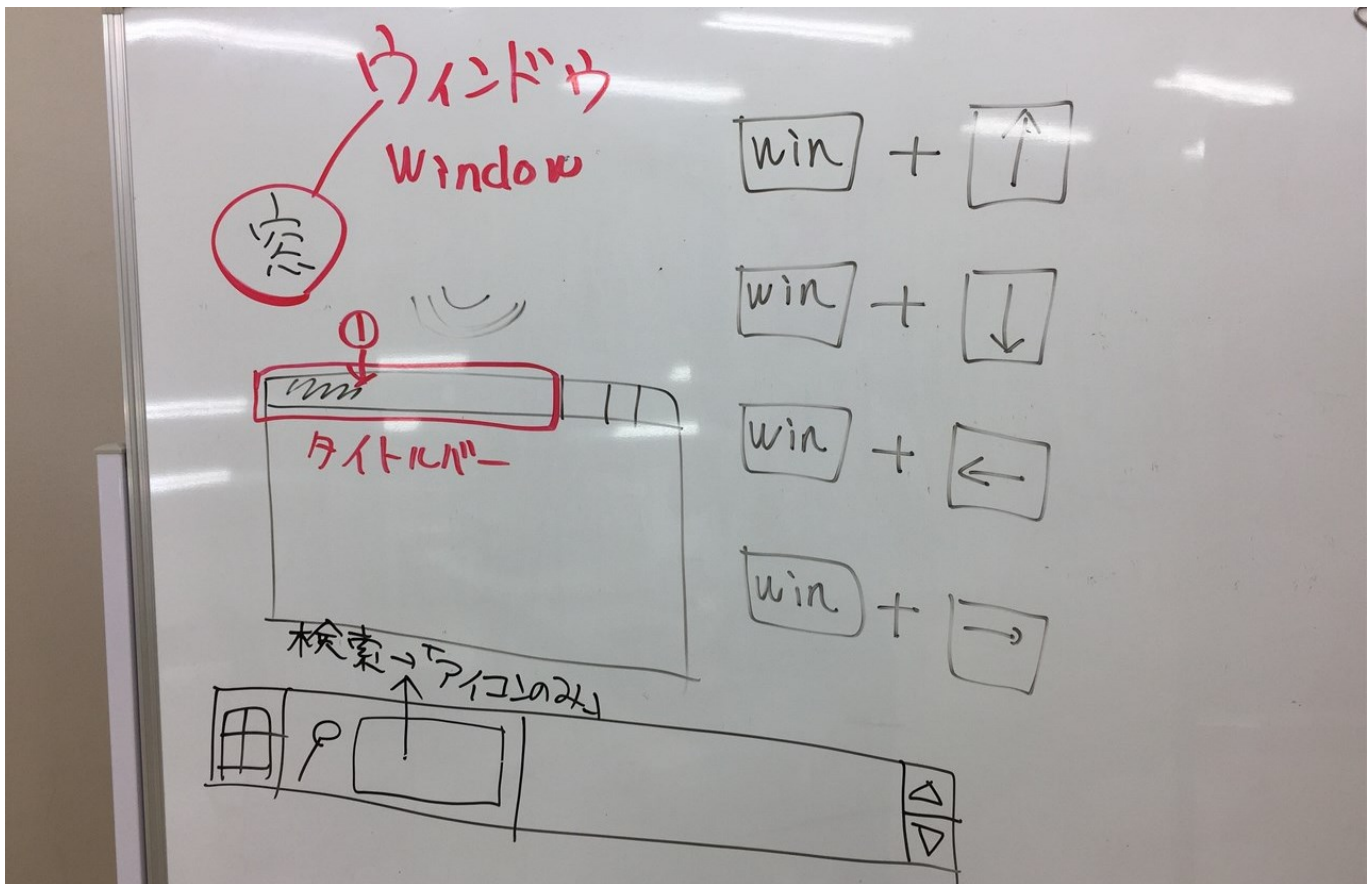 ウィンドウ
Window
窓
①
タイトルバー
検索→「アイコンのみ」
win + ↑
win + ↓
win + ←
win + →